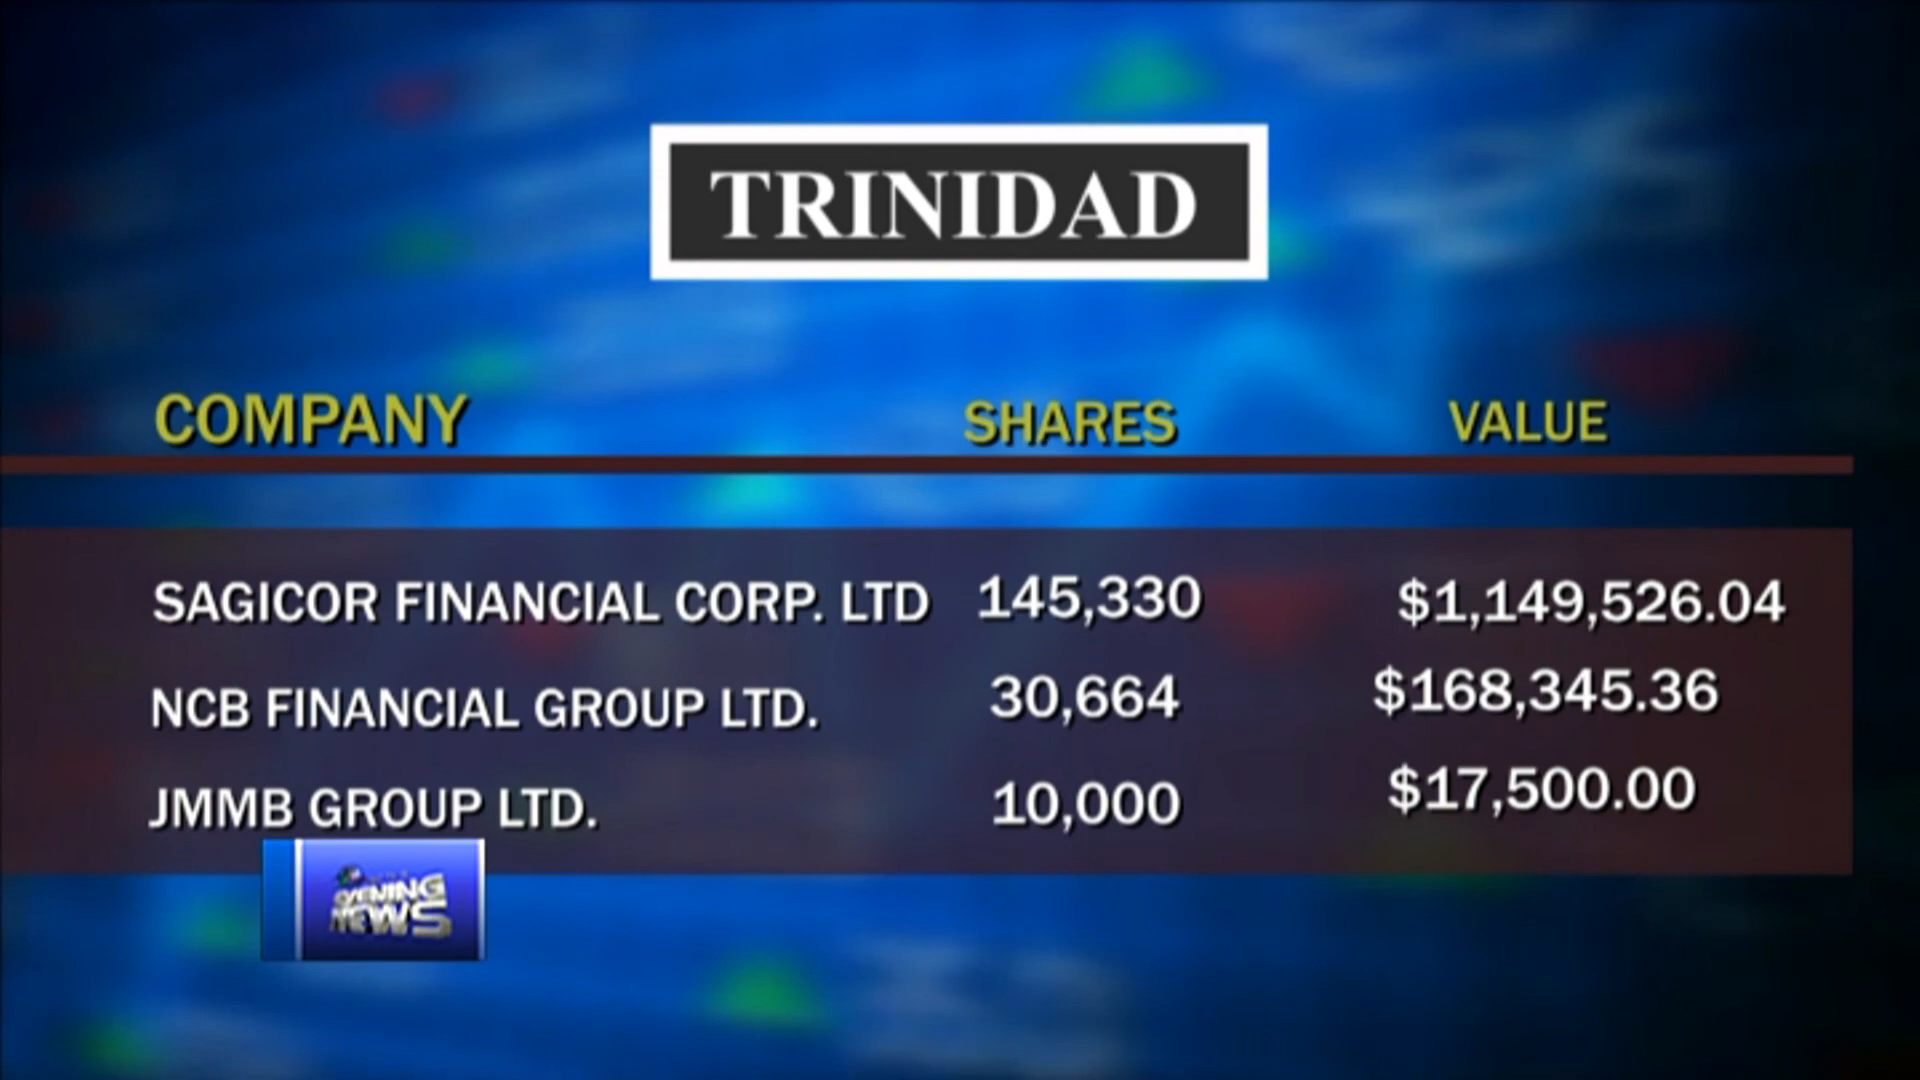 TRINIDAD
COMPANY SHARES VALUE
SAGICOR FINANCIAL CORP. LTD 145,330 $1,149,526.04
NCB FINANCIAL GROUP LTD. 30,664 $168,345.36
JMMB GROUP LTD. 10,000 $17,500.00
EVENING
NEWS